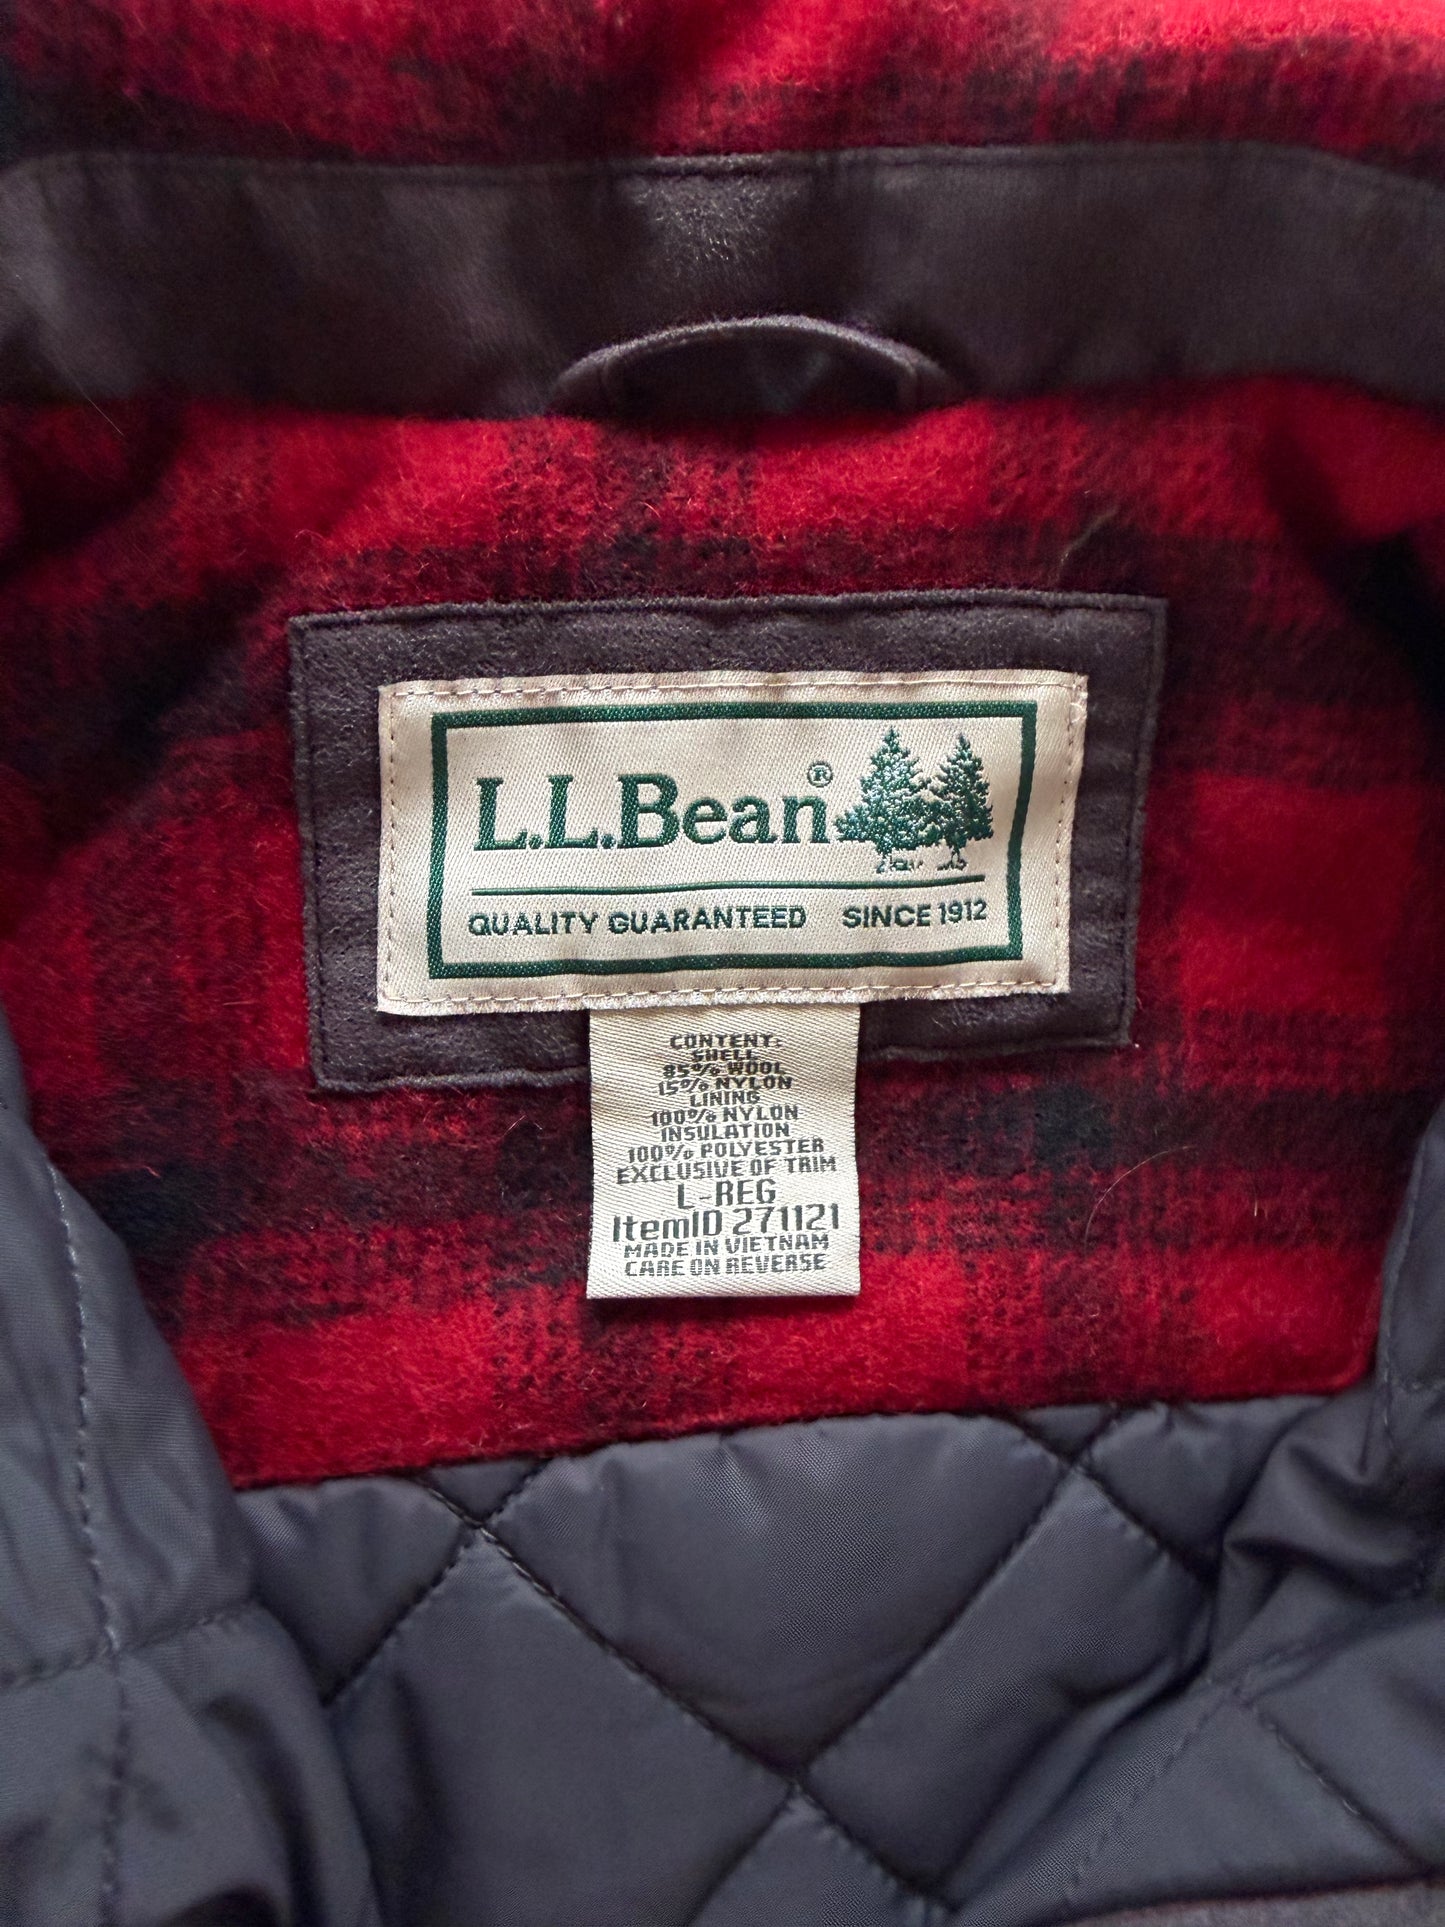 L.L.Bean®
QUALITY GUARANTEED SINCE 1912
CONTENT:
SHELL
85% WOOL
15% NYLON
LINING
100% NYLON
INSULATION
100% POLYESTER
EXCLUSIVE OF TRIM
L-REG
ItemID 271121
MADE IN VIETNAM
CARE ON REVERSE